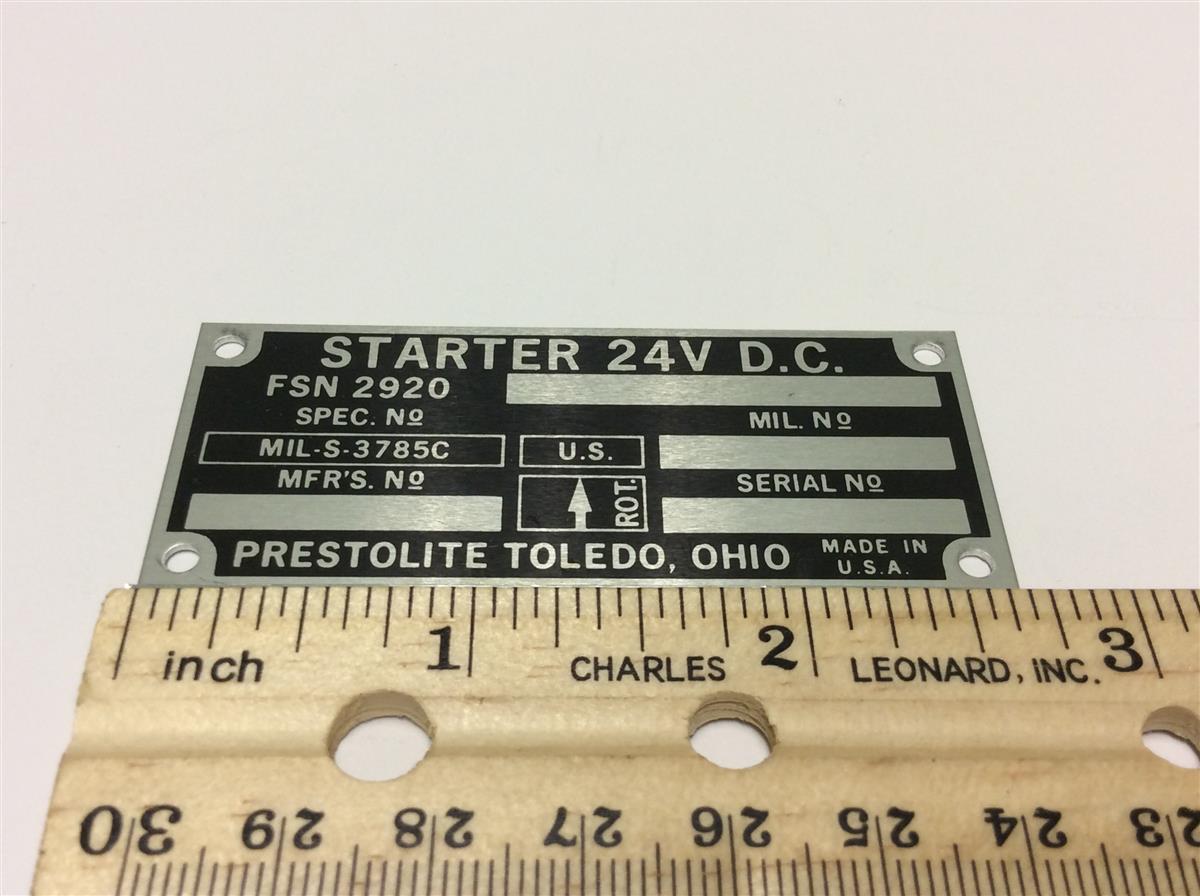 STARTER 24V D.C.
FSN 2920
SPEC. Nº MIL. Nº
MIL-S-3785C U.S.
MFR'S. Nº ROT. SERIAL Nº
PRESTOLITE TOLEDO, OHIO MADE IN U.S.A.
1 2 3
inch CHARLES LEONARD, INC.
30 29 28 27 26 25 24 23